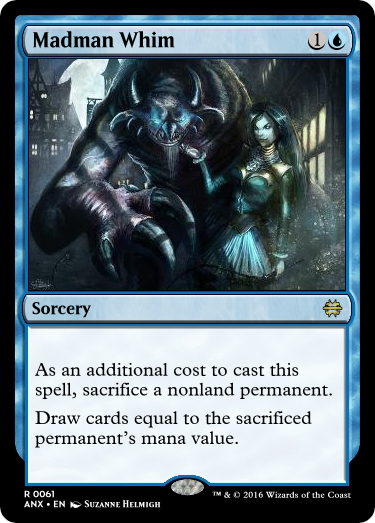 Madman Whim 1
Sorcery
As an additional cost to cast this
spell, sacrifice a nonland permanent.
Draw cards equal to the sacrificed
permanent's mana value.
R 0061
ANX • EN SUZANNE HELMIGH
™ & © 2016 Wizards of the Coast